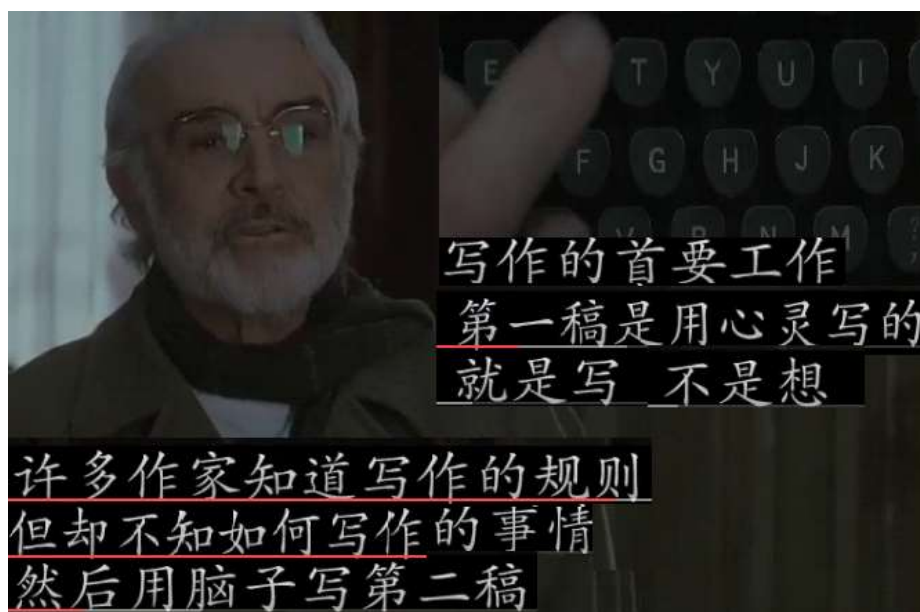 E T Y U I
F G H J K
V B N M
写作的首要工作
第一稿是用心灵写的
就是写 不是想
许多作家知道写作的规则
但却不知如何写作的事情
然后用脑子写第二稿